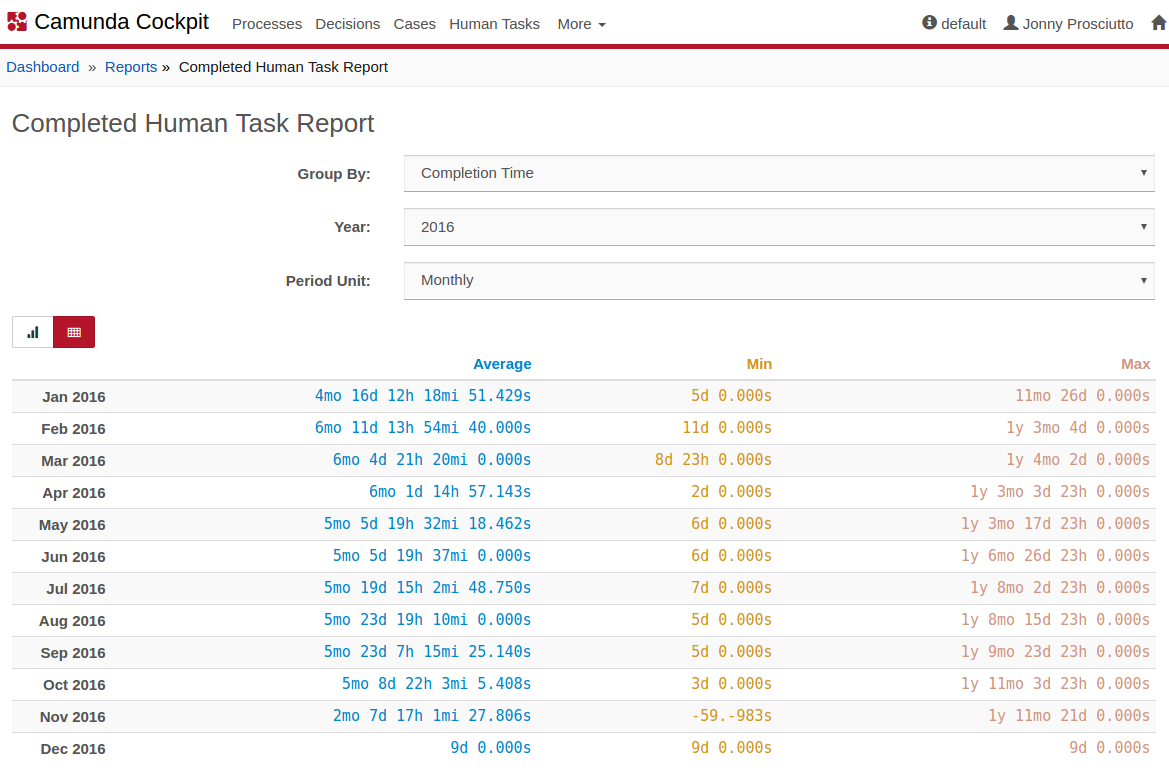 Camunda Cockpit Processes Decisions Cases Human Tasks More default Jonny Prosciutto
Dashboard » Reports » Completed Human Task Report
Completed Human Task Report
Group By: Completion Time
Year: 2016
Period Unit: Monthly
Average Min Max
Jan 2016 4mo 16d 12h 18mi 51.429s 5d 0.000s 11mo 26d 0.000s
Feb 2016 6mo 11d 13h 54mi 40.000s 11d 0.000s 1y 3mo 4d 0.000s
Mar 2016 6mo 4d 21h 20mi 0.000s 8d 23h 0.000s 1y 4mo 2d 0.000s
Apr 2016 6mo 1d 14h 57.143s 2d 0.000s 1y 3mo 3d 23h 0.000s
May 2016 5mo 5d 19h 32mi 18.462s 6d 0.000s 1y 3mo 17d 23h 0.000s
Jun 2016 5mo 5d 19h 37mi 0.000s 6d 0.000s 1y 6mo 26d 23h 0.000s
Jul 2016 5mo 19d 15h 2mi 48.750s 7d 0.000s 1y 8mo 2d 23h 0.000s
Aug 2016 5mo 23d 19h 10mi 0.000s 5d 0.000s 1y 8mo 15d 23h 0.000s
Sep 2016 5mo 23d 7h 15mi 25.140s 5d 0.000s 1y 9mo 23d 23h 0.000s
Oct 2016 5mo 8d 22h 3mi 5.408s 3d 0.000s 1y 11mo 3d 23h 0.000s
Nov 2016 2mo 7d 17h 1mi 27.806s -59.-983s 1y 11mo 21d 0.000s
Dec 2016 9d 0.000s 9d 0.000s 9d 0.000s